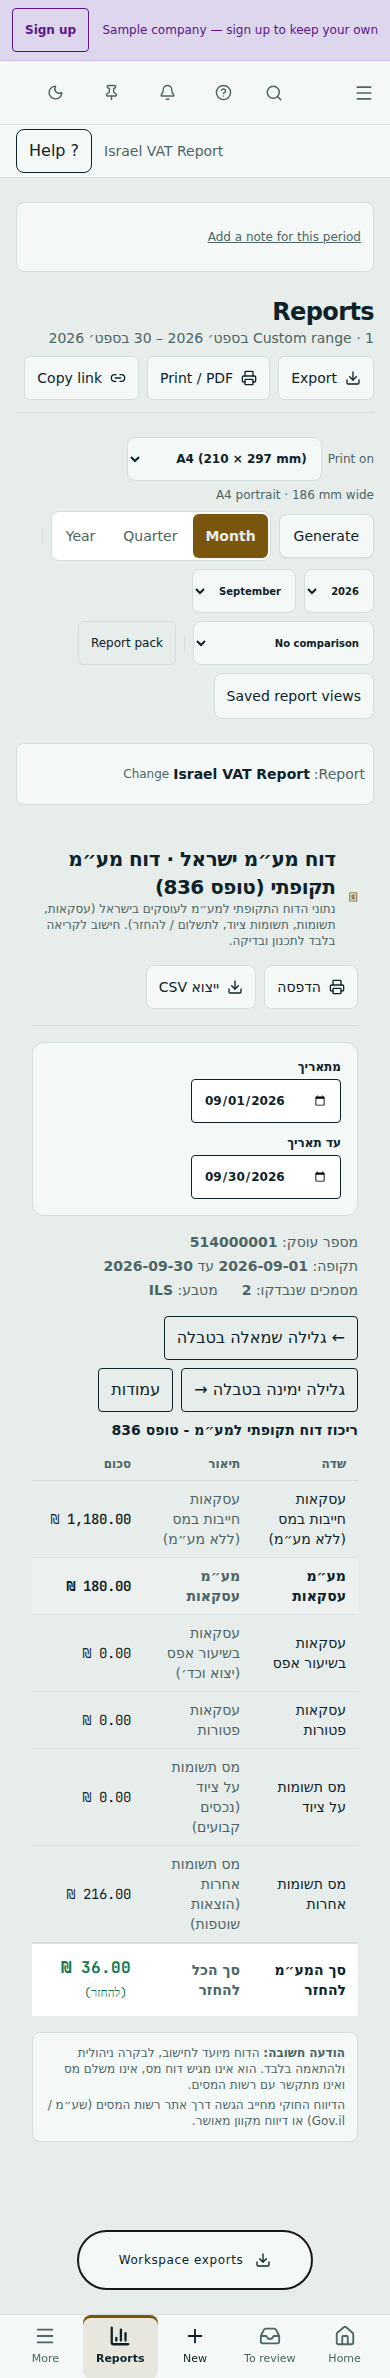 Sample company — sign up to keep your own
Sign up
Israel VAT Report
Help ?
Add a note for this period
Reports
Custom range · 1 בספט׳ 2026 – 30 בספט׳ 2026
Export
Print / PDF
Copy link
Print on
A4 (210 × 297 mm)
A4 portrait · 186 mm wide
Generate
Month
Quarter
Year
2026
September
No comparison
Report pack
Saved report views
Report: Israel VAT Report Change
דוח מע״מ ישראל · דוח מע״מ
תקופתי (טופס 836)
נתוני הדוח התקופתי למע״מ לעוסקים בישראל (עסקאות,
תשומות, תשומות ציוד, לתשלום / להחזר). חישוב לקריאה
בלבד לתכנון ובדיקה.
הדפסה
ייצוא CSV
מתאריך
09/01/2026
עד תאריך
09/30/2026
מספר עוסק: 514000001
תקופה: 2026-09-01 עד 2026-09-30
מסמכים שנבדקו: 2 מטבע: ILS
← גלילה שמאלה בטבלה
גלילה ימינה בטבלה →
עמודות
ריכוז דוח תקופתי למע״מ - טופס 836
שדה תיאור סכום
עסקאות
חייבות במס
(ללא מע״מ)
עסקאות
חייבות במס
(ללא מע״מ)
1,180.00 ₪
מע״מ
עסקאות
מע״מ
עסקאות
180.00 ₪
עסקאות
בשיעור אפס
עסקאות
בשיעור אפס
(יצוא וכד׳)
0.00 ₪
עסקאות
פטורות
עסקאות
פטורות
0.00 ₪
מס תשומות
על ציוד
מס תשומות
על ציוד
(נכסים
קבועים)
0.00 ₪
מס תשומות
אחרות
מס תשומות
אחרות
(הוצאות
שוטפות)
216.00 ₪
סך המע״מ
להחזר
סך הכל
להחזר
36.00 ₪
(להחזר)
הודעה חשובה: הדוח מיועד לחישוב, לבקרה ניהולית
ולהתאמה בלבד. הוא אינו מגיש דוח מס, אינו משלם מס
ואינו מתקשר עם רשות המסים.
הדיווח החוקי מחייב הגשה דרך אתר רשות המסים (שע״מ /
Gov.il) או דיווח מקוון מאושר.
Workspace exports
Home
To review
New
Reports
More